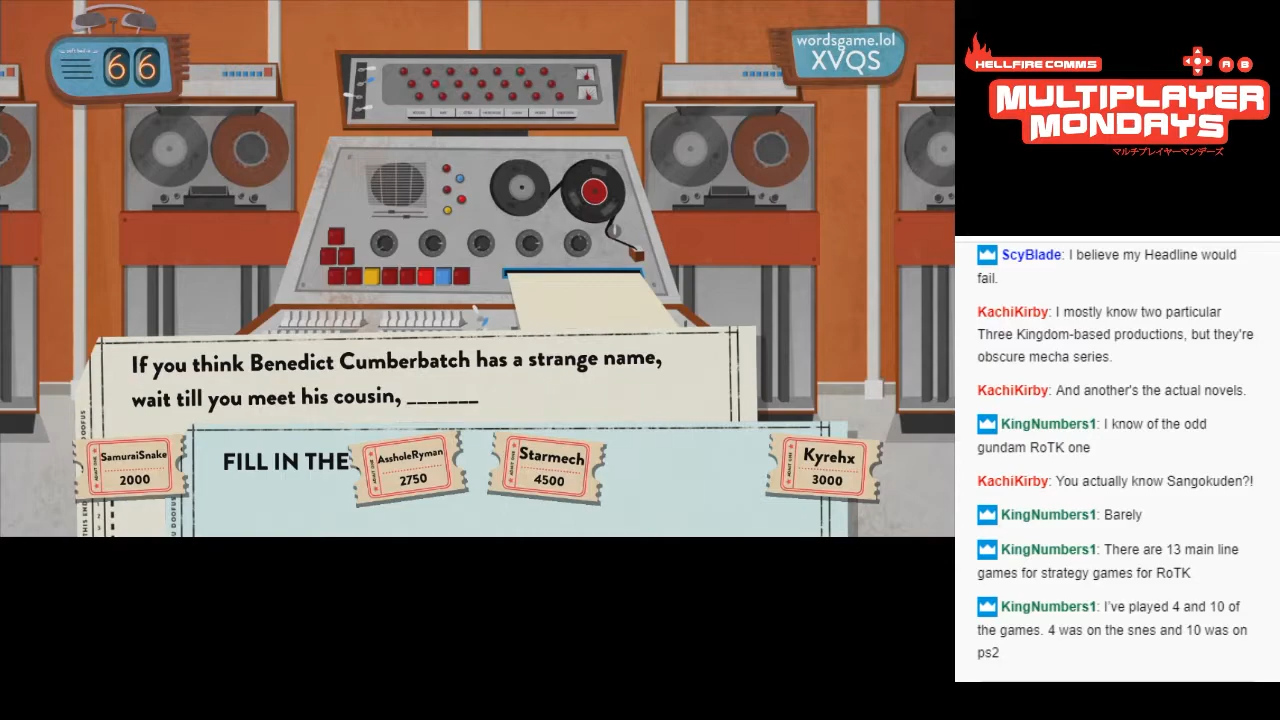 66
wordsgame.lol
XVQS
HELLFIRE COMMS
A B
MULTIPLAYER
MONDAYS
マルチプレイヤーマンデーズ
If you think Benedict Cumberbatch has a strange name,
wait till you meet his cousin, _______
FILL IN THE
SamuraiSnake
2000
AssholeRyman
2750
Starmech
4500
Kyrehx
3000
ScyBlade: I believe my Headline would
fail.
KachiKirby: I mostly know two particular
Three Kingdom-based productions, but they're
obscure mecha series.
KachiKirby: And another's the actual novels.
KingNumbers1: I know of the odd
gundam RoTK one
KachiKirby: You actually know Sangokuden?!
KingNumbers1: Barely
KingNumbers1: There are 13 main line
games for strategy games for RoTK
KingNumbers1: I've played 4 and 10 of
the games. 4 was on the snes and 10 was on
ps2